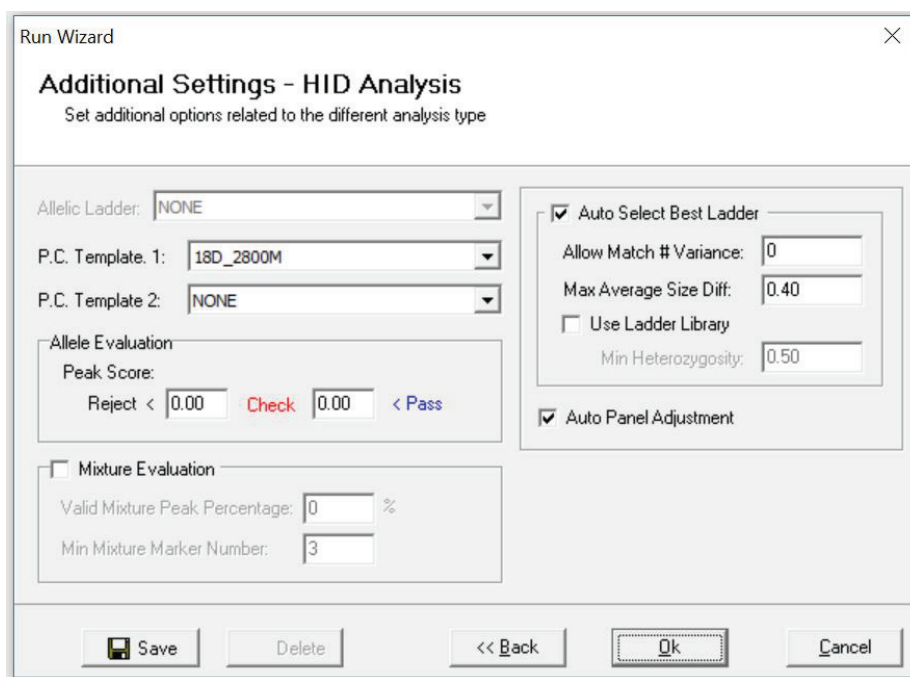 Run Wizard
Additional Settings - HID Analysis
Set additional options related to the different analysis type
Allelic Ladder: NONE
P.C. Template. 1: 18D_2800M
P.C. Template 2: NONE
Allele Evaluation
Peak Score:
Reject < 0.00 Check 0.00 < Pass
Mixture Evaluation
Valid Mixture Peak Percentage: 0 %
Min Mixture Marker Number: 3
Auto Select Best Ladder
Allow Match # Variance: 0
Max Average Size Diff: 0.40
Use Ladder Library
Min Heterozygosity: 0.50
Auto Panel Adjustment
Save Delete << Back Ok Cancel